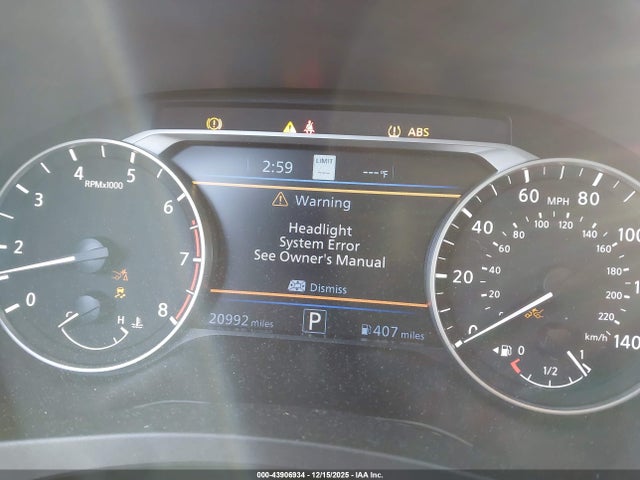 ABS
2:59 LIMIT --- ---°F
Warning
Headlight
System Error
See Owner's Manual
Dismiss
20992 miles P 407 miles
0 2 3 4 5 6 7 8
RPMx1000
C H
0 20 40 60 80 100 140
MPH
20 40 60 80 100 120 140 160 180 200 220
km/h
0 1/2 1
000-43906934 12/15/2025 - IAA Inc.